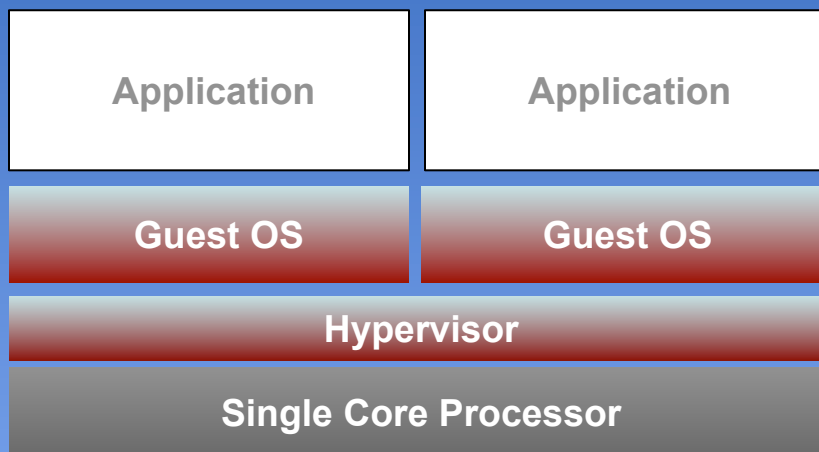 Application
Application
Guest OS
Guest OS
Hypervisor
Single Core Processor